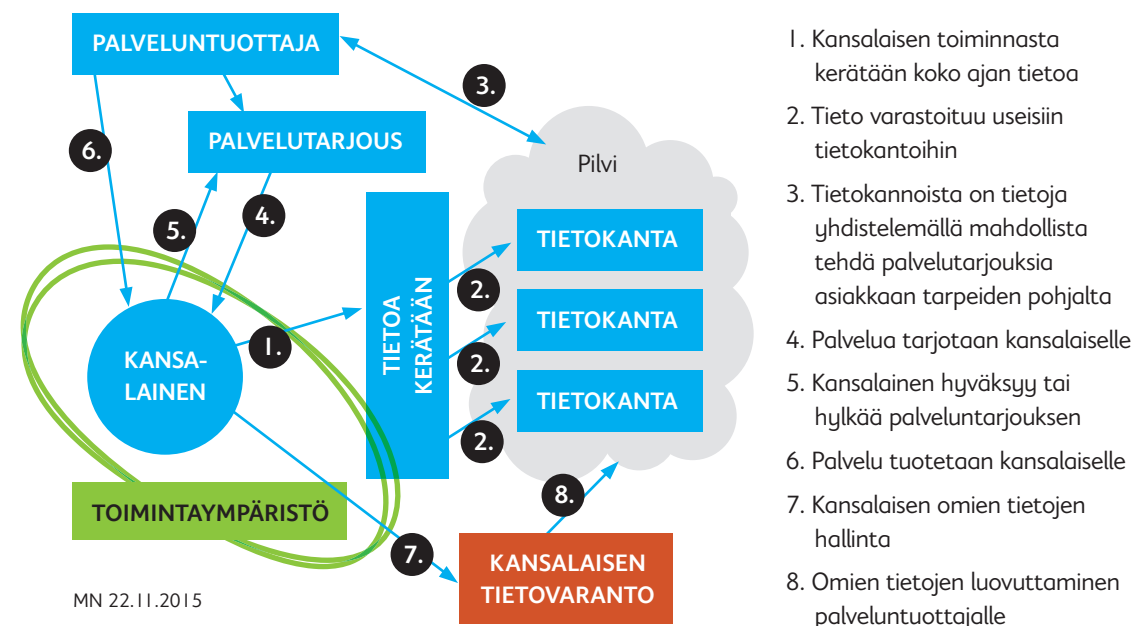 PALVELUNTUOTTAJA
3.
PALVELUTARJOUS
6.
Pilvi
4.
5.
TIETOKANTA
2.
TIETOA
KERÄTÄÄN
TIETOKANTA
2.
1.
KANSA-
LAINEN
TIETOKANTA
2.
8.
TOIMINTAYMPÄRISTÖ
7.
KANSALAISEN
TIETOVARANTO
MN 22.11.2015
1. Kansalaisen toiminnasta
kerätään koko ajan tietoa
2. Tieto varastoituu useisiin
tietokantoihin
3. Tietokannoista on tietoja
yhdistelemällä mahdollista
tehdä palvelutarjouksia
asiakkaan tarpeiden pohjalta
4. Palvelua tarjotaan kansalaiselle
5. Kansalainen hyväksyy tai
hylkää palveluntarjouksen
6. Palvelu tuotetaan kansalaiselle
7. Kansalaisen omien tietojen
hallinta
8. Omien tietojen luovuttaminen
palveluntuottajalle